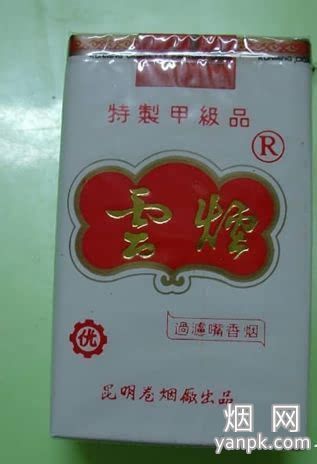 特製甲級品
®
雲煙
優
過濾嘴香烟
昆明卷烟廠出品
烟网
yanpk.com